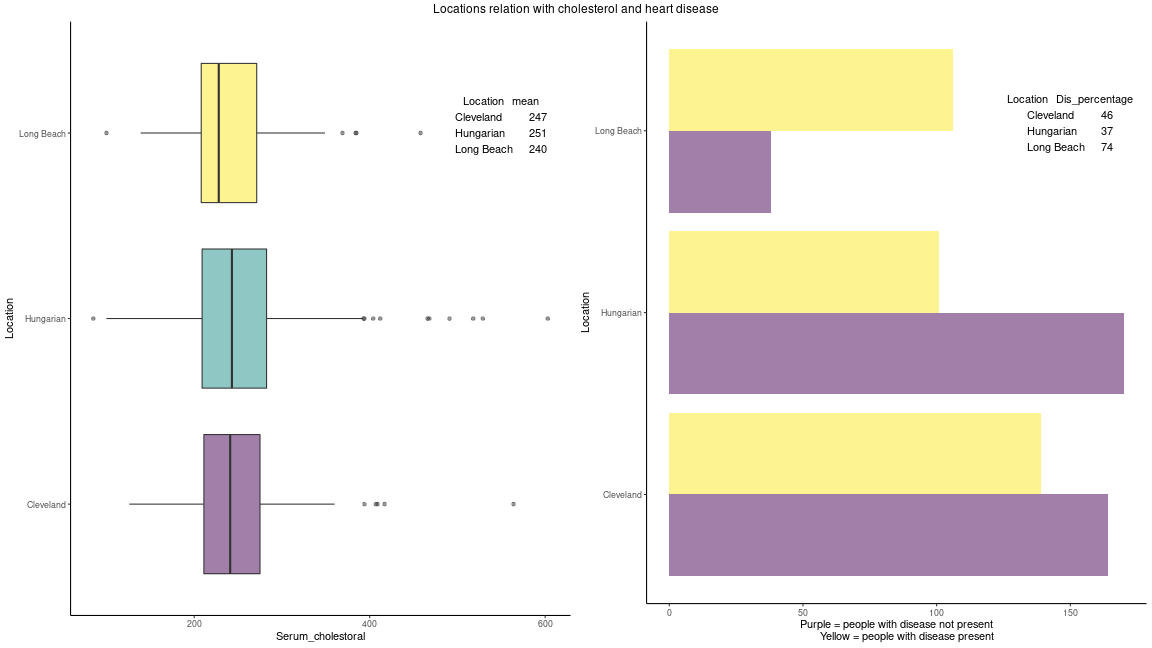 Locations relation with cholesterol and heart disease
Location mean
Cleveland 247
Hungarian 251
Long Beach 240
Long Beach
Hungarian
Cleveland
Location
200 400 600
Serum_cholestoral
Location Dis_percentage
Cleveland 46
Hungarian 37
Long Beach 74
Long Beach
Hungarian
Cleveland
Location
0 50 100 150
Purple = people with disease not present
Yellow = people with disease present